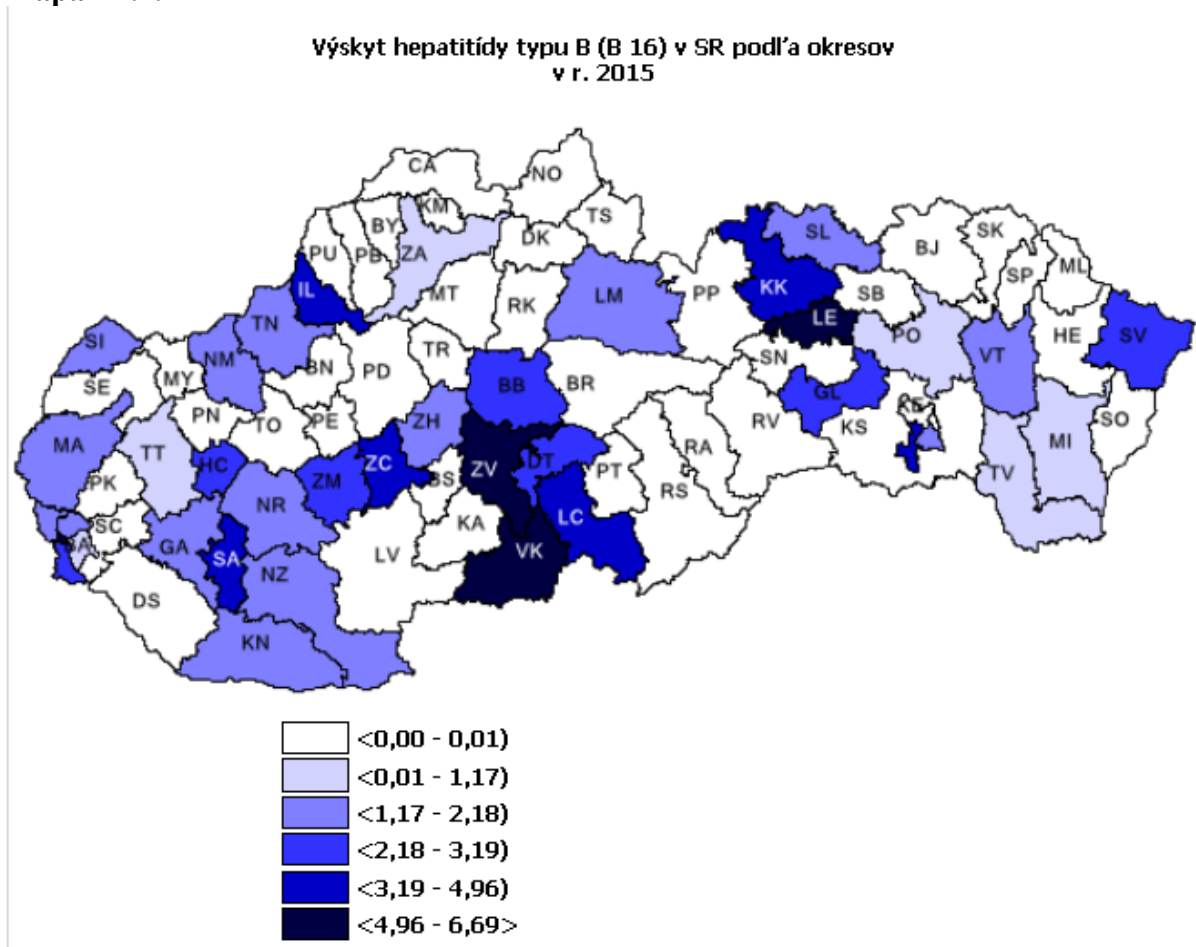 Výskyt hepatitídy typu B (B 16) v SR podľa okresov
v r. 2015
CA
NO
KM
TS
BY
DK
SL
SK
BJ
PU
PB
ZA
SP
ML
IL
MT
RK
LM
PP
KK
SB
TN
LE
PO
HE
SV
SI
NM
BN
PD
TR
SN
VT
SE
MY
BB
BR
GL
PN
TO
PE
ZH
RV
KS
SO
MA
TT
HC
ZM
ZC
ZV
DT
PT
RA
MI
PK
NR
RS
TV
SC
KA
LC
GA
SA
LV
VK
NZ
DS
KN
<0,00 - 0,01)
<0,01 - 1,17)
<1,17 - 2,18)
<2,18 - 3,19)
<3,19 - 4,96)
<4,96 - 6,69>